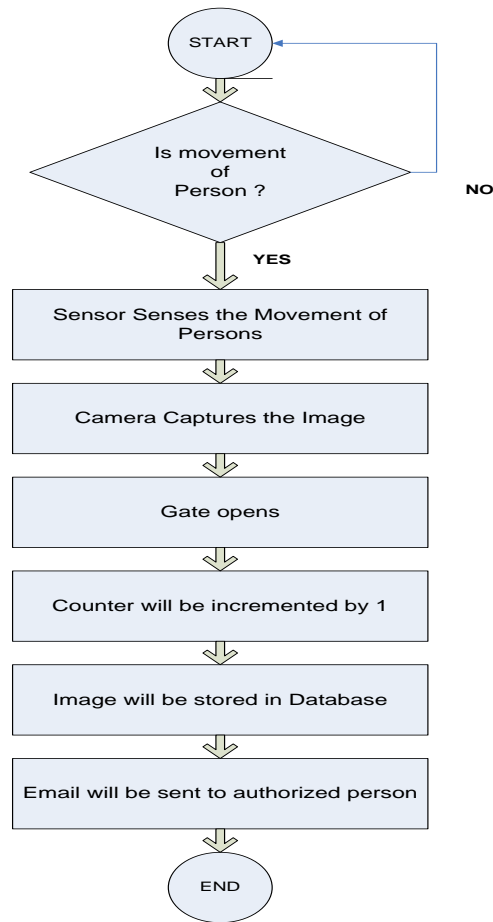 START
Is movement
of
Person ?
NO
YES
Sensor Senses the Movement of
Persons
Camera Captures the Image
Gate opens
Counter will be incremented by 1
Image will be stored in Database
Email will be sent to authorized person
END